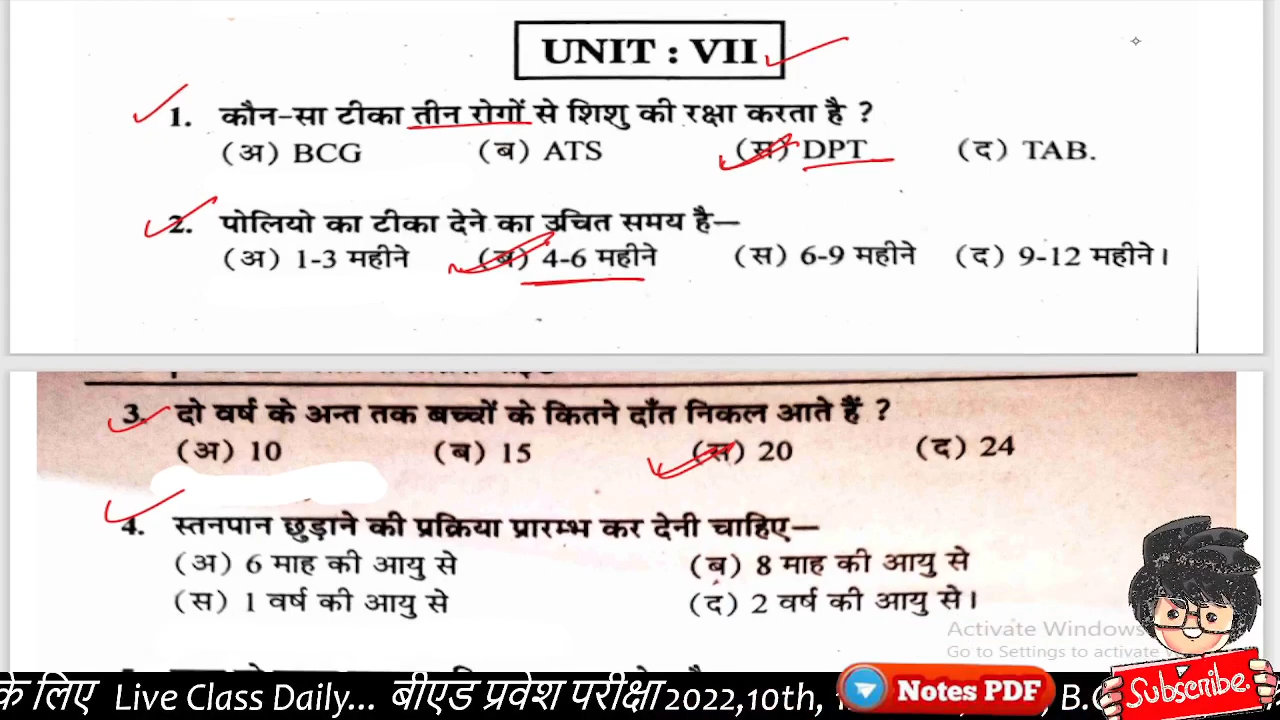 UNIT : VII
1. कौन-सा टीका तीन रोगों से शिशु की रक्षा करता है ?
(अ) BCG (ब) ATS (स) DPT (द) TAB.
2. पोलियो का टीका देने का उचित समय है—
(अ) 1-3 महीने (ब) 4-6 महीने (स) 6-9 महीने (द) 9-12 महीने।
3. दो वर्ष के अन्त तक बच्चों के कितने दाँत निकल आते हैं ?
(अ) 10 (ब) 15 (स) 20 (द) 24
4. स्तनपान छुड़ाने की प्रक्रिया प्रारम्भ कर देनी चाहिए—
(अ) 6 माह की आयु से (ब) 8 माह की आयु से
(स) 1 वर्ष की आयु से (द) 2 वर्ष की आयु से।
Activate Windows
Go to Settings to activate
के लिए Live Class Daily... बीएड प्रवेश परीक्षा 2022,10th,
Notes PDF
Subscribe.